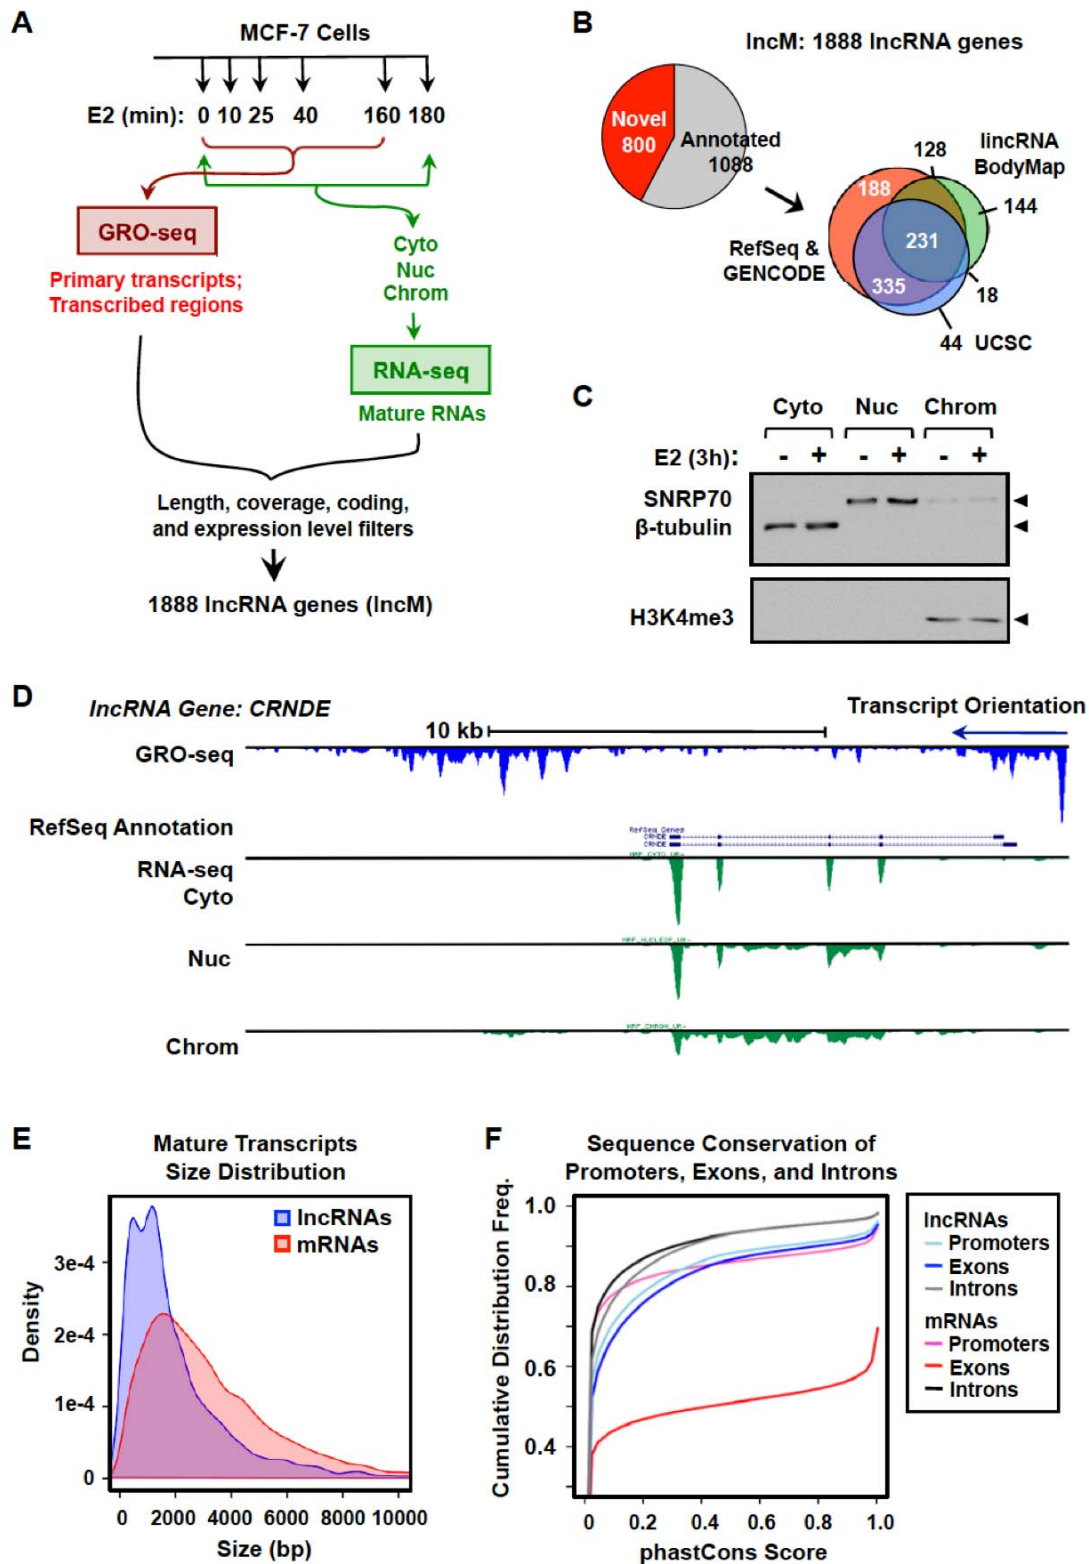 A
MCF-7 Cells
E2 (min): 0 10 25 40 160 180
GRO-seq
Primary transcripts;
Transcribed regions
Cyto
Nuc
Chrom
RNA-seq
Mature RNAs
Length, coverage, coding,
and expression level filters
1888 lncRNA genes (lncM)
B
lncM: 1888 lncRNA genes
Novel
800
Annotated
1088
128
lincRNA
BodyMap
188
144
RefSeq &
GENCODE
231
335
18
44 UCSC
C
Cyto Nuc Chrom
E2 (3h): - + - + - +
SNRP70
β-tubulin
H3K4me3
D
lncRNA Gene: CRNDE
Transcript Orientation
10 kb
GRO-seq
RefSeq Annotation
RefSeq Genes
CRNDE
CRNDE
RNA-seq
Cyto
Nuc
Chrom
E
Mature Transcripts
Size Distribution
lncRNAs
mRNAs
3e-4
2e-4
1e-4
0
Density
0 2000 4000 6000 8000 10000
Size (bp)
F
Sequence Conservation of
Promoters, Exons, and Introns
1.0
0.8
0.6
0.4
Cumulative Distribution Freq.
0 0.2 0.4 0.6 0.8 1.0
phastCons Score
lncRNAs
Promoters
Exons
Introns
mRNAs
Promoters
Exons
Introns